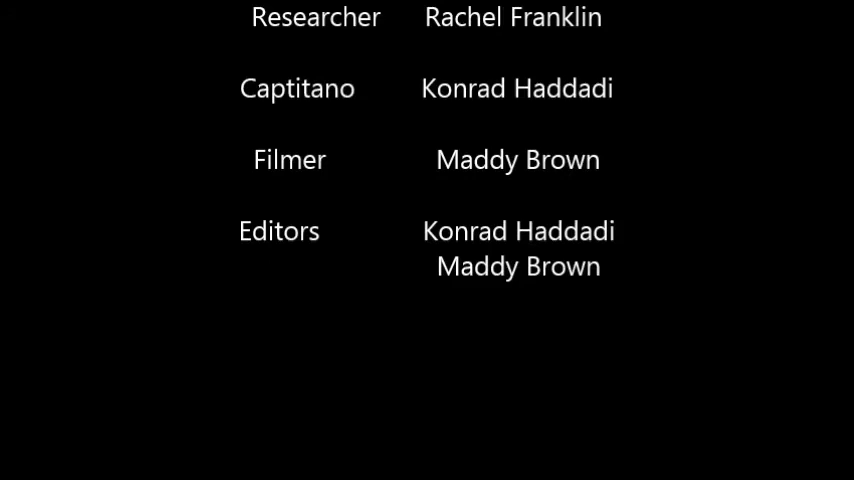 Researcher Rachel Franklin
Captitano Konrad Haddadi
Filmer Maddy Brown
Editors Konrad Haddadi
Maddy Brown